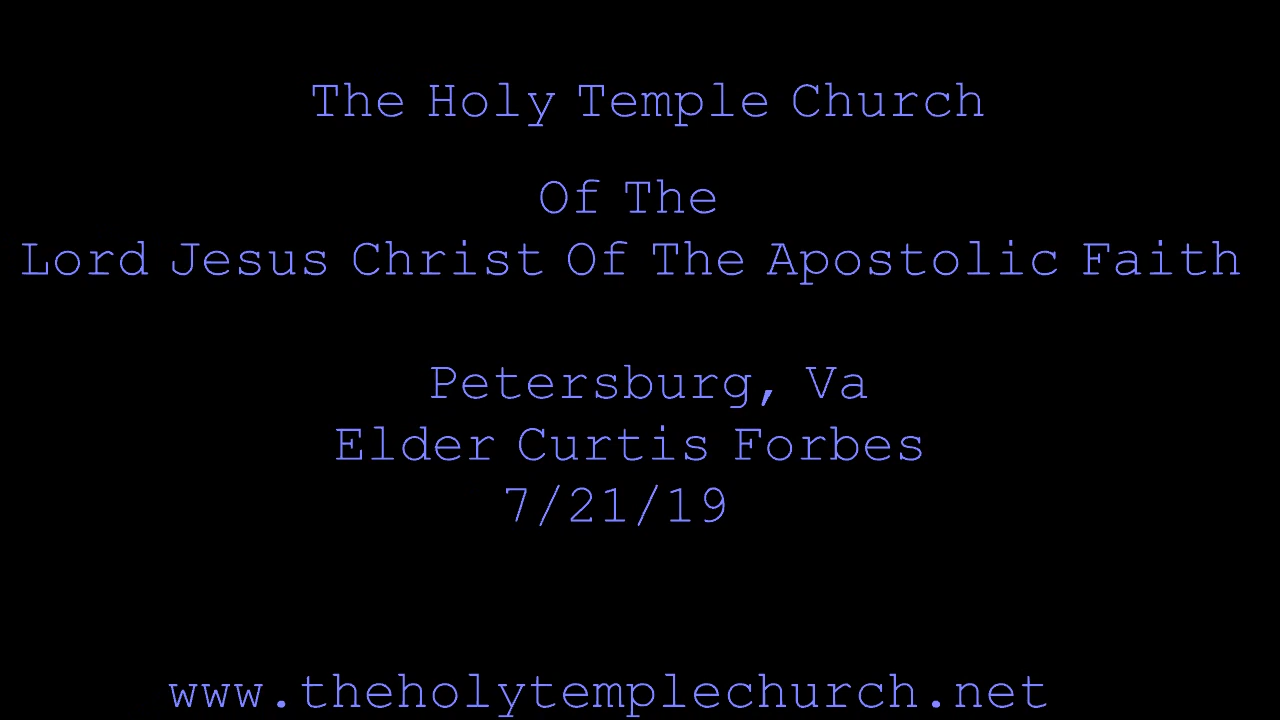 The Holy Temple Church
Of The
Lord Jesus Christ Of The Apostolic Faith
Petersburg, Va
Elder Curtis Forbes
7/21/19
www.theholytemplechurch.net